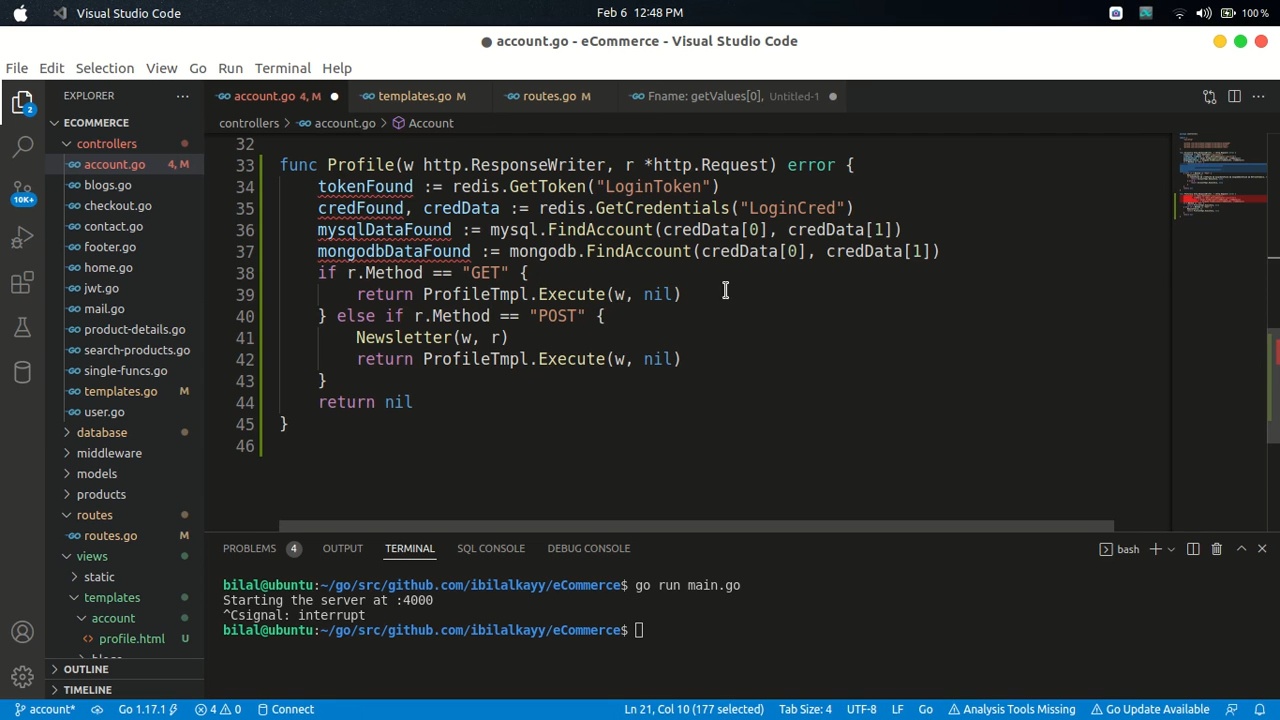 Visual Studio Code
Feb 6 12:48 PM
100 %
account.go - eCommerce - Visual Studio Code
File Edit Selection View Go Run Terminal Help
EXPLORER
account.go 4, M
templates.go M
routes.go M
Fname: getValues[0], Untitled-1
controllers > account.go > Account
ECOMMERCE
controllers
account.go 4, M
blogs.go
checkout.go
contact.go
footer.go
home.go
jwt.go
mail.go
product-details.go
search-products.go
single-funcs.go
templates.go M
user.go
database
middleware
models
products
routes
routes.go M
views
static
templates
account
profile.html U
OUTLINE
TIMELINE
2
10K+
32
33 func Profile(w http.ResponseWriter, r *http.Request) error {
34 tokenFound := redis.GetToken("LoginToken")
35 credFound, credData := redis.GetCredentials("LoginCred")
36 mysqlDataFound := mysql.FindAccount(credData[0], credData[1])
37 mongodbDataFound := mongodb.FindAccount(credData[0], credData[1])
38 if r.Method == "GET" {
39 return ProfileTmpl.Execute(w, nil)
40 } else if r.Method == "POST" {
41 Newsletter(w, r)
42 return ProfileTmpl.Execute(w, nil)
43 }
44 return nil
45 }
46
PROBLEMS 4 OUTPUT TERMINAL SQL CONSOLE DEBUG CONSOLE
bash
bilal@ubuntu:~/go/src/github.com/ibilalkayy/eCommerce$ go run main.go
Starting the server at :4000
^Csignal: interrupt
bilal@ubuntu:~/go/src/github.com/ibilalkayy/eCommerce$
account* Go 1.17.1 4 0 Connect
Ln 21, Col 10 (177 selected) Tab Size: 4 UTF-8 LF Go Analysis Tools Missing Go Update Available